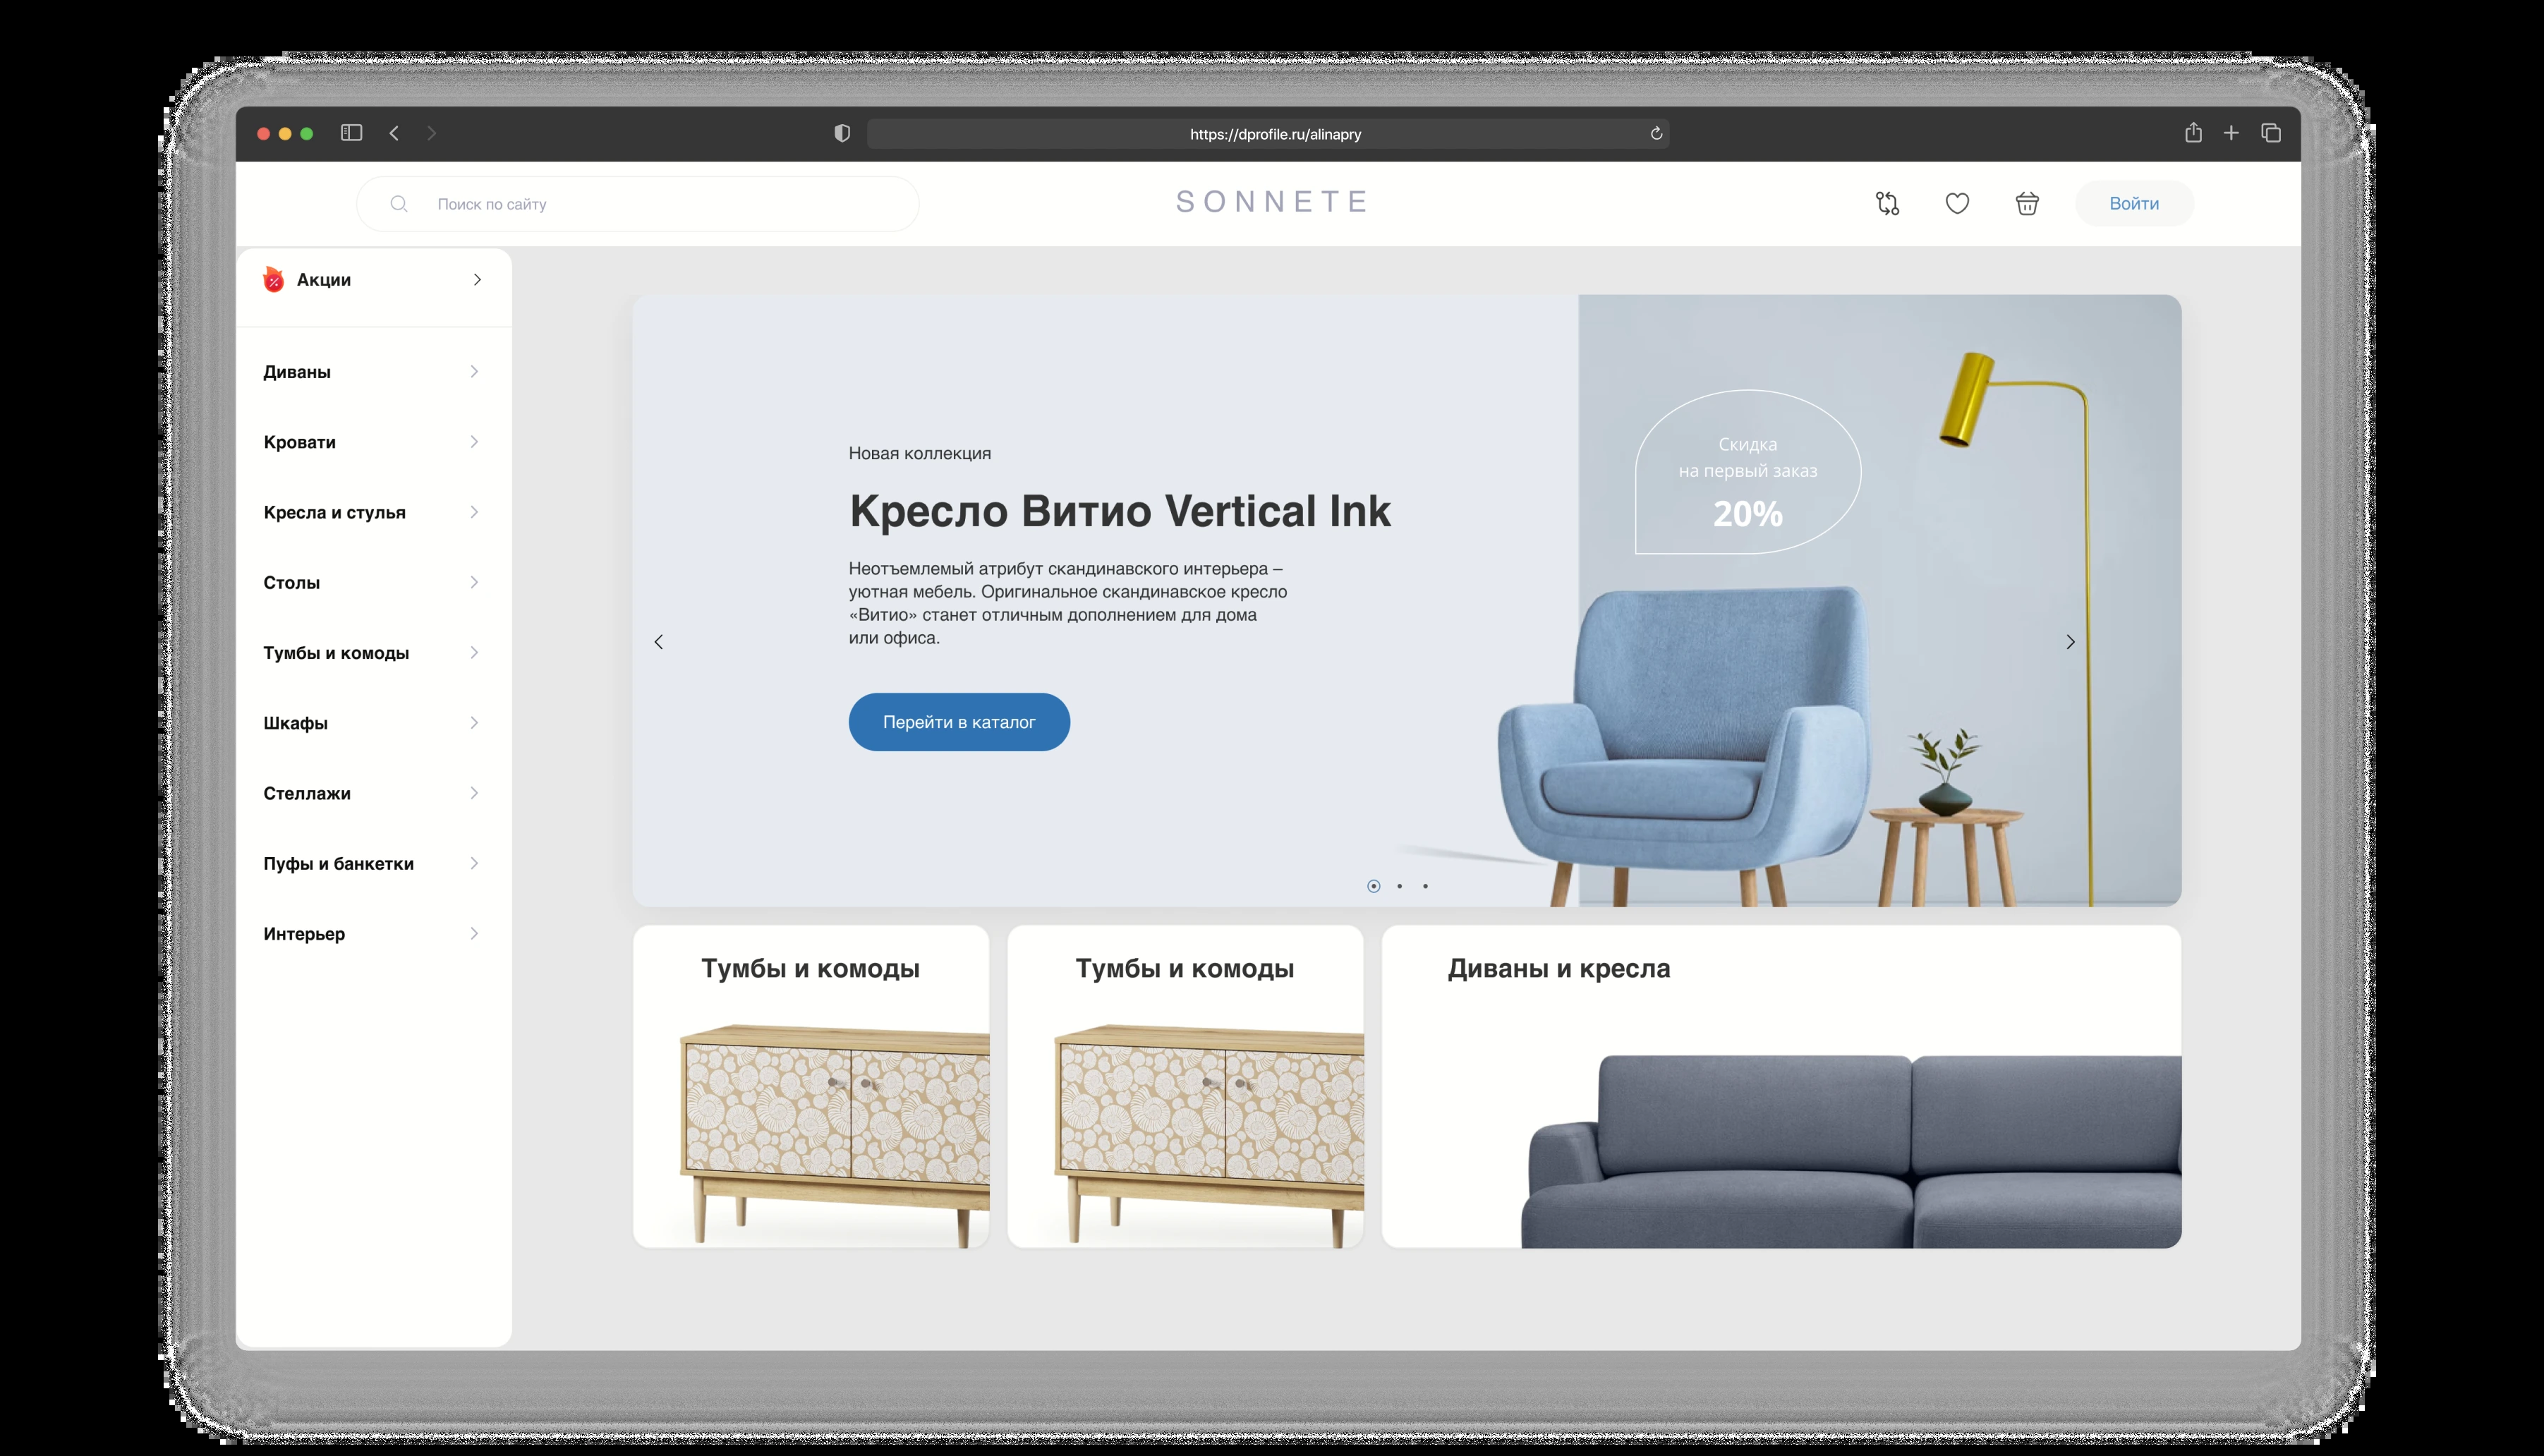 https://dprofile.ru/alinapry
Поиск по сайту
SONNETE
Войти
Акции
Диваны
Кровати
Кресла и стулья
Столы
Тумбы и комоды
Шкафы
Стеллажи
Пуфы и банкетки
Интерьер
Новая коллекция
Кресло Витио Vertical Ink
Неотъемлемый атрибут скандинавского интерьера –
уютная мебель. Оригинальное скандинавское кресло
«Витио» станет отличным дополнением для дома
или офиса.
Перейти в каталог
Скидка
на первый заказ
20%
Тумбы и комоды
Тумбы и комоды
Диваны и кресла